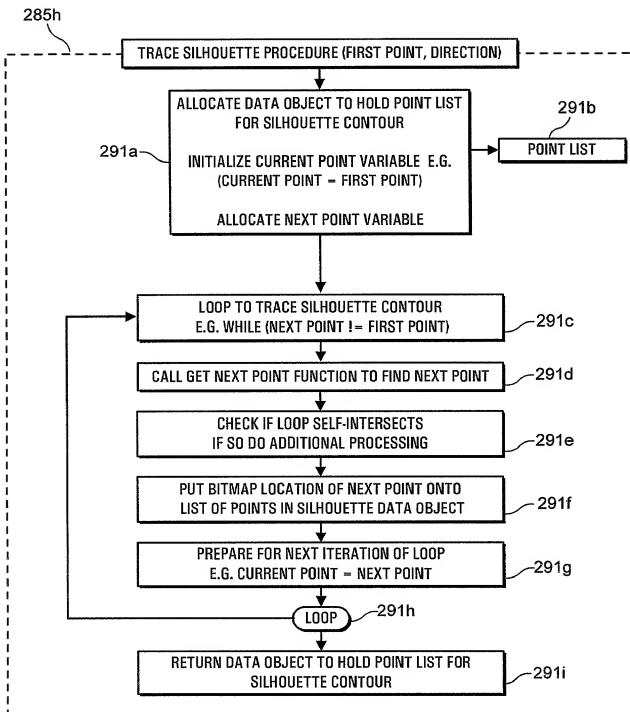 285h
TRACE SILHOUETTE PROCEDURE (FIRST POINT, DIRECTION)
291a
ALLOCATE DATA OBJECT TO HOLD POINT LIST
FOR SILHOUETTE CONTOUR
INITIALIZE CURRENT POINT VARIABLE E.G.
(CURRENT POINT = FIRST POINT)
ALLOCATE NEXT POINT VARIABLE
291b
POINT LIST
LOOP TO TRACE SILHOUETTE CONTOUR
E.G. WHILE (NEXT POINT != FIRST POINT)
291c
CALL GET NEXT POINT FUNCTION TO FIND NEXT POINT
291d
CHECK IF LOOP SELF-INTERSECTS
IF SO DO ADDITIONAL PROCESSING
291e
PUT BITMAP LOCATION OF NEXT POINT ONTO
LIST OF POINTS IN SILHOUETTE DATA OBJECT
291f
PREPARE FOR NEXT ITERATION OF LOOP
E.G. CURRENT POINT = NEXT POINT
291g
LOOP
291h
RETURN DATA OBJECT TO HOLD POINT LIST FOR
SILHOUETTE CONTOUR
291i